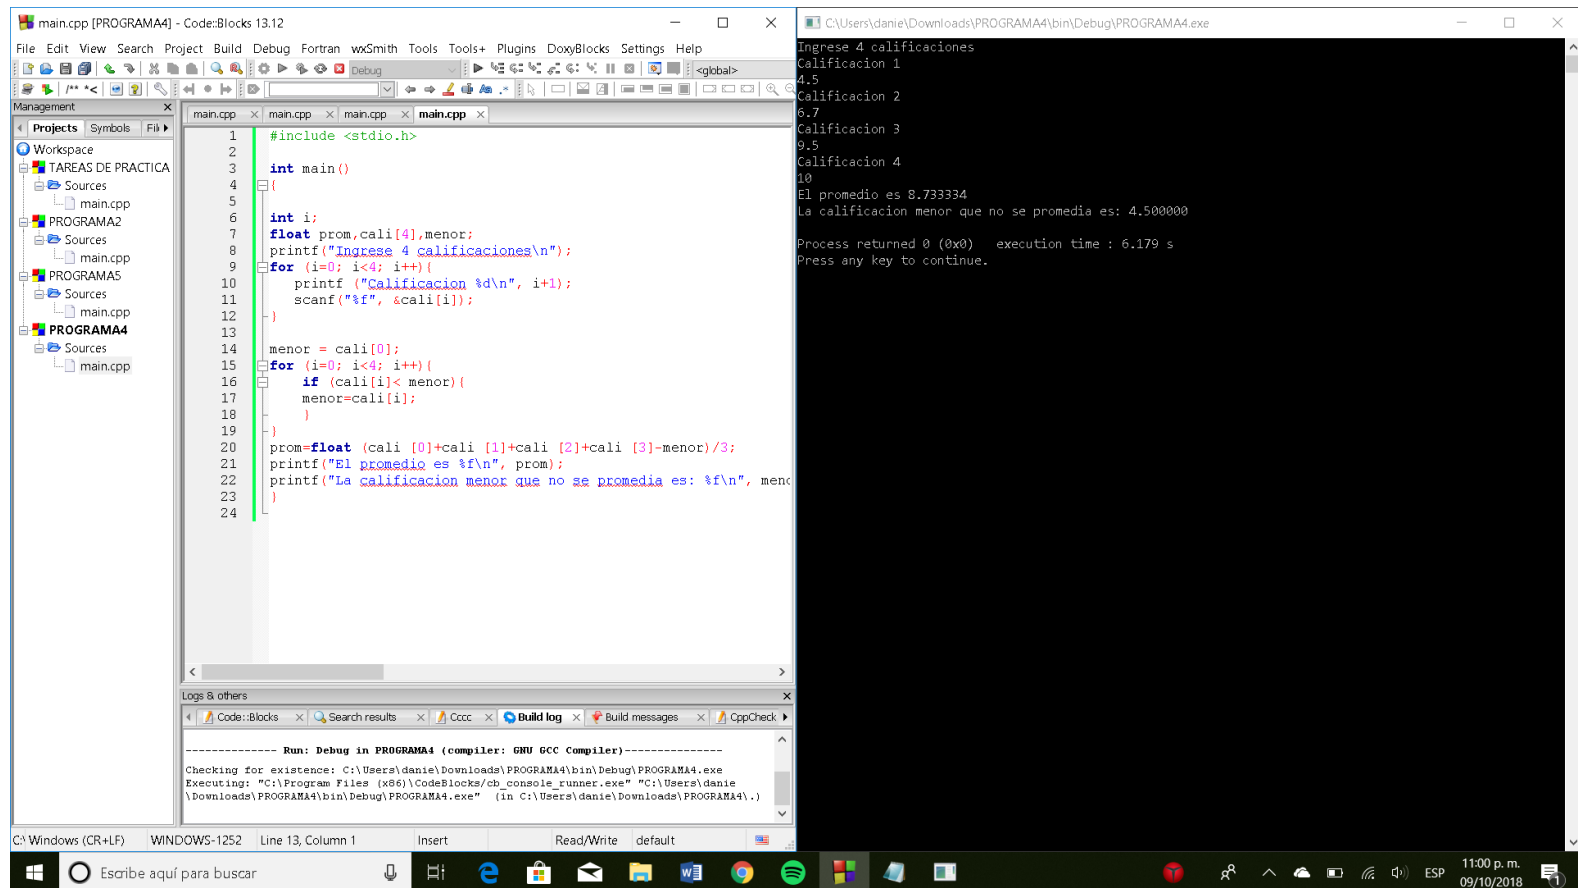 main.cpp [PROGRAMA4] - Code::Blocks 13.12
File Edit View Search Project Build Debug Fortran wxSmith Tools Tools+ Plugins DoxyBlocks Settings Help
Debug
<global>
/** *<
Management
Projects Symbols Fil
Workspace
TAREAS DE PRACTICA
Sources
main.cpp
PROGRAMA2
Sources
main.cpp
PROGRAMA5
Sources
main.cpp
PROGRAMA4
Sources
main.cpp
main.cpp main.cpp main.cpp main.cpp
1 #include <stdio.h>
2
3 int main()
4 {
5
6 int i;
7 float prom,cali[4],menor;
8 printf("Ingrese 4 calificaciones\n");
9 for (i=0; i<4; i++){
10 printf ("Calificacion %d\n", i+1);
11 scanf("%f", &cali[i]);
12 }
13
14 menor = cali[0];
15 for (i=0; i<4; i++){
16 if (cali[i]< menor){
17 menor=cali[i];
18 }
19 }
20 prom=float (cali [0]+cali [1]+cali [2]+cali [3]-menor)/3;
21 printf("El promedio es %f\n", prom);
22 printf("La calificacion menor que no se promedia es: %f\n", meno
23 }
24
Logs & others
Code::Blocks Search results Cccc Build log Build messages CppCheck
-------------- Run: Debug in PROGRAMA4 (compiler: GNU GCC Compiler)---------------
Checking for existence: C:\Users\danie\Downloads\PROGRAMA4\bin\Debug\PROGRAMA4.exe
Executing: "C:\Program Files (x86)\CodeBlocks/cb_console_runner.exe" "C:\Users\danie
\Downloads\PROGRAMA4\bin\Debug\PROGRAMA4.exe" (in C:\Users\danie\Downloads\PROGRAMA4\.)
C:\ Windows (CR+LF) WINDOWS-1252 Line 13, Column 1 Insert Read/Write default
C:\Users\danie\Downloads\PROGRAMA4\bin\Debug\PROGRAMA4.exe
Ingrese 4 calificaciones
Calificacion 1
4.5
Calificacion 2
6.7
Calificacion 3
9.5
Calificacion 4
10
El promedio es 8.733334
La calificacion menor que no se promedia es: 4.500000
Process returned 0 (0x0) execution time : 6.179 s
Press any key to continue.
Escribe aquí para buscar
ESP
11:00 p. m.
09/10/2018
1